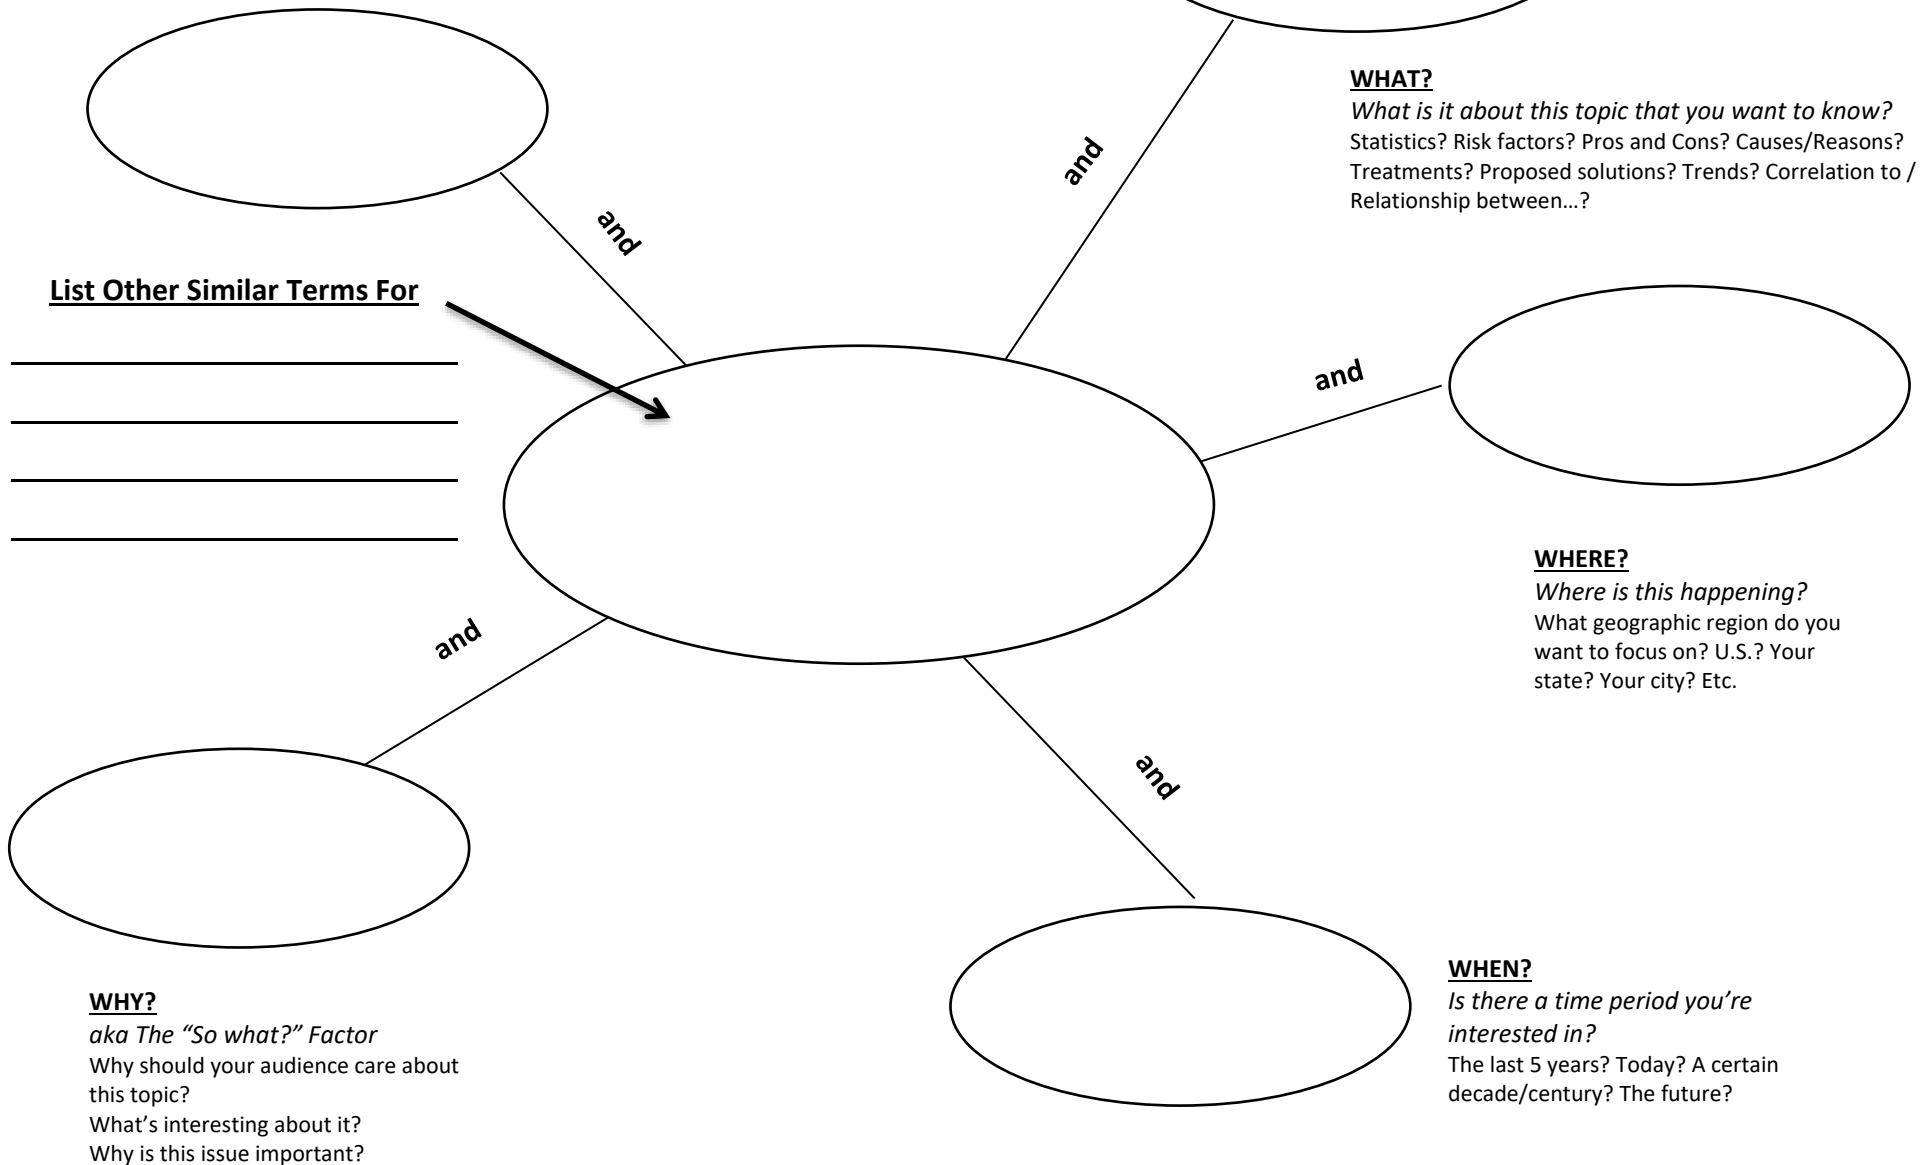 WHAT?
What is it about this topic that you want to know?
Statistics? Risk factors? Pros and Cons? Causes/Reasons?
Treatments? Proposed solutions? Trends? Correlation to /
Relationship between…?
and
and
List Other Similar Terms For
and
WHERE?
Where is this happening?
What geographic region do you
want to focus on? U.S.? Your
state? Your city? Etc.
and
and
WHEN?
Is there a time period you’re
interested in?
The last 5 years? Today? A certain
decade/century? The future?
WHY?
aka The “So what?” Factor
Why should your audience care about
this topic?
What’s interesting about it?
Why is this issue important?